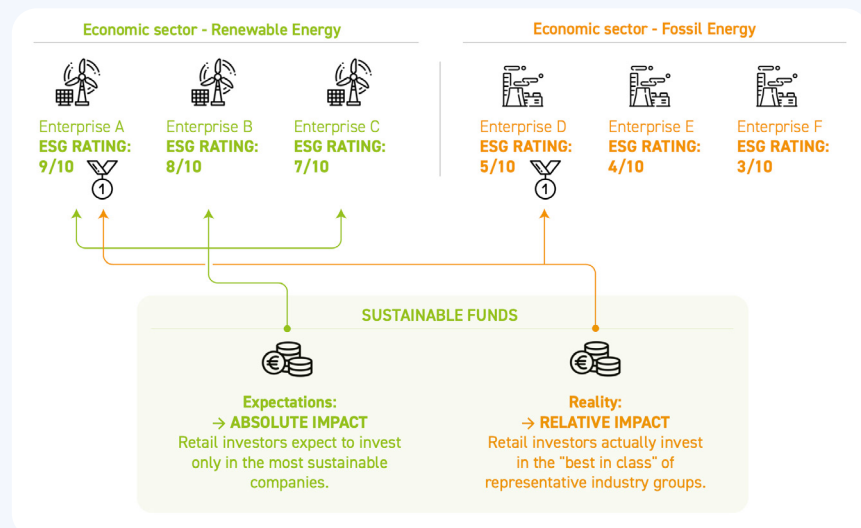 Economic sector - Renewable Energy
Economic sector - Fossil Energy
Enterprise A
ESG RATING:
9/10
1
Enterprise B
ESG RATING:
8/10
Enterprise C
ESG RATING:
7/10
Enterprise D
ESG RATING:
5/10
1
Enterprise E
ESG RATING:
4/10
Enterprise F
ESG RATING:
3/10
SUSTAINABLE FUNDS
€
Expectations:
→ ABSOLUTE IMPACT
Retail investors expect to invest
only in the most sustainable
companies.
€
Reality:
→ RELATIVE IMPACT
Retail investors actually invest
in the "best in class" of
representative industry groups.